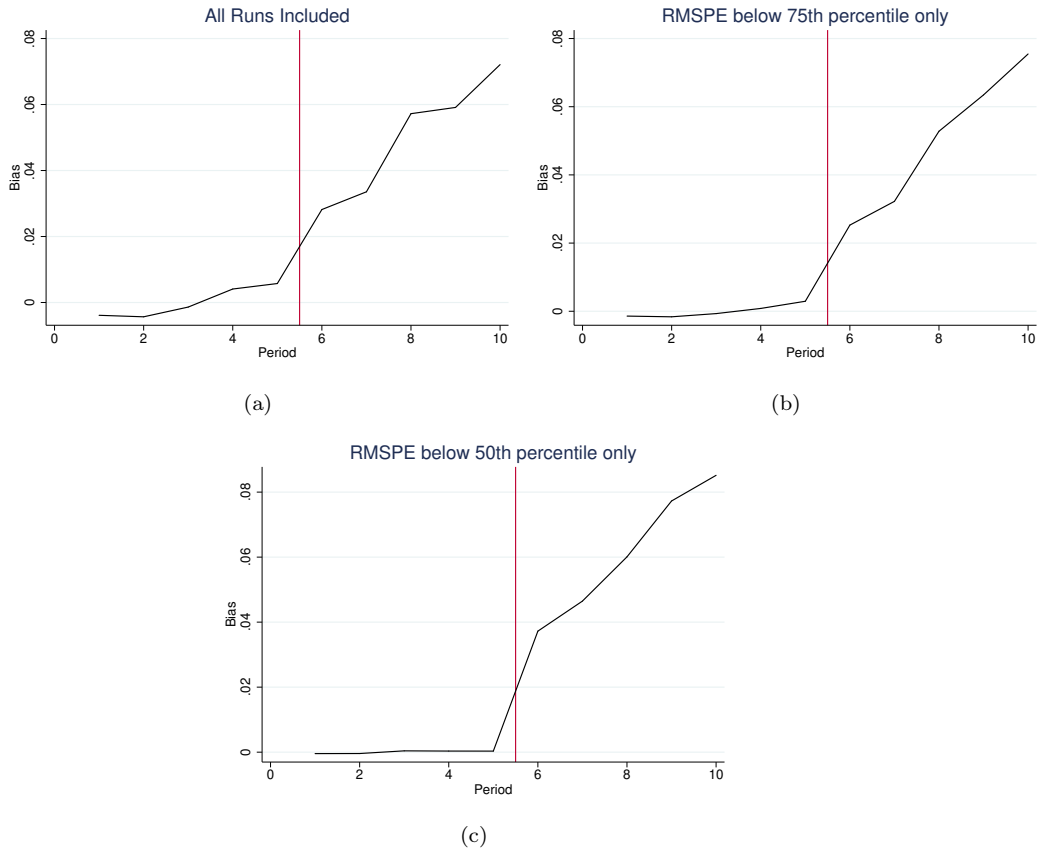 All Runs Included
Bias
.08
.06
.04
.02
0
0 2 4 6 8 10
Period
(a)
RMSPE below 75th percentile only
Bias
.08
.06
.04
.02
0
0 2 4 6 8 10
Period
(b)
RMSPE below 50th percentile only
Bias
.08
.06
.04
.02
0
0 2 4 6 8 10
Period
(c)